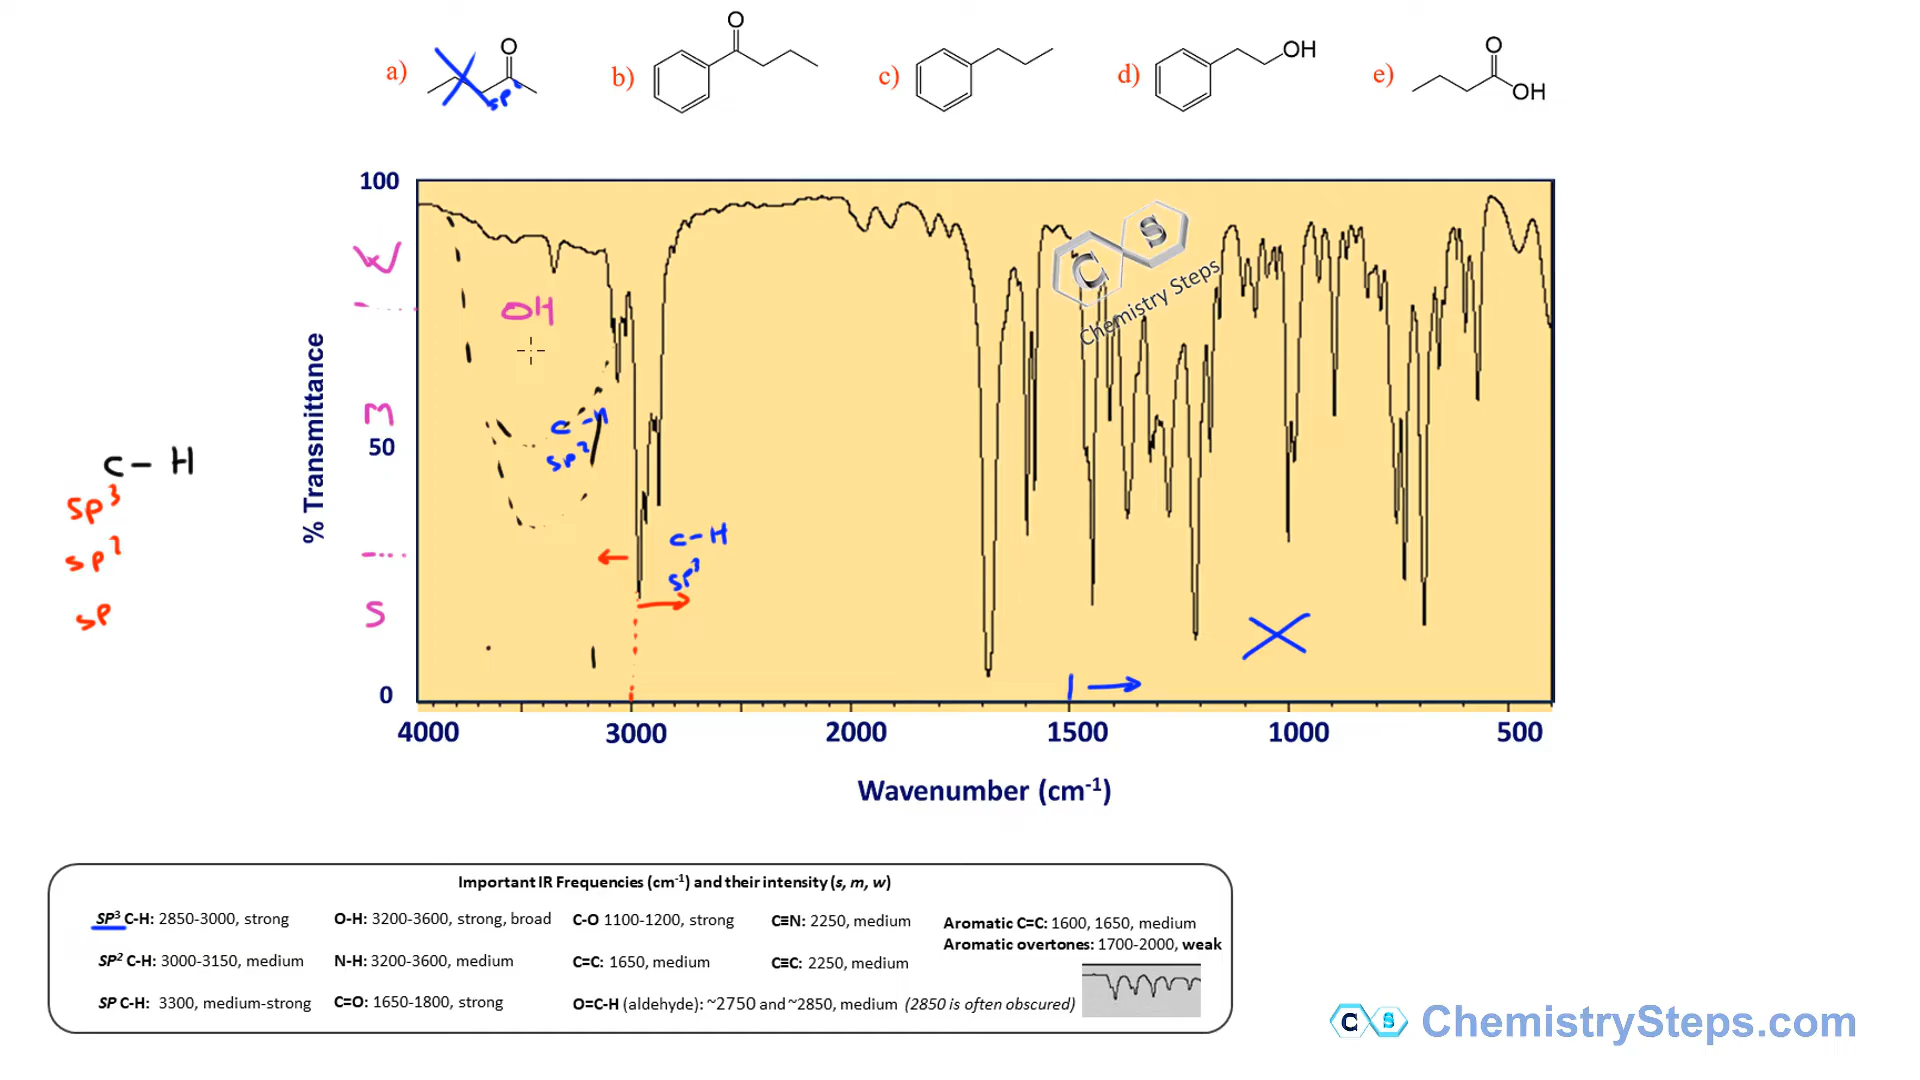 a)
O
sp²
b)
O
c)
d)
OH
e)
O
OH
100
50
0
% Transmittance
W
m
s
OH
C-H
sp²
C-H
sp³
C S
Chemistry Steps
C-H
sp³
sp²
sp
4000 3000 2000 1500 1000 500
Wavenumber (cm-1)
Important IR Frequencies (cm-1) and their intensity (s, m, w)
SP³ C-H: 2850-3000, strong
SP² C-H: 3000-3150, medium
SP C-H: 3300, medium-strong
O-H: 3200-3600, strong, broad
N-H: 3200-3600, medium
C=O: 1650-1800, strong
C-O 1100-1200, strong
C=C: 1650, medium
O=C-H (aldehyde): ~2750 and ~2850, medium (2850 is often obscured)
C≡N: 2250, medium
C≡C: 2250, medium
Aromatic C=C: 1600, 1650, medium
Aromatic overtones: 1700-2000, weak
C S ChemistrySteps.com